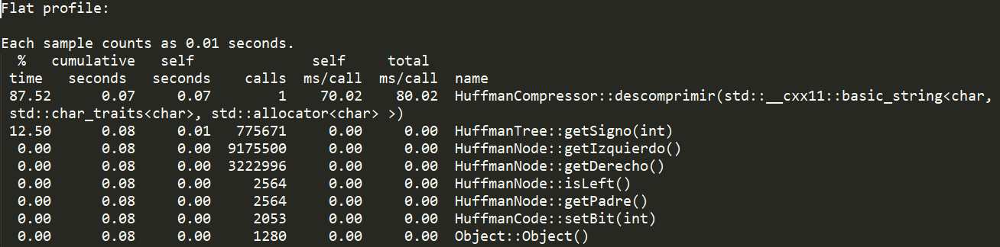 Flat profile:

Each sample counts as 0.01 seconds.
  %   cumulative   self              self     total
 time   seconds   seconds    calls  ms/call  ms/call  name
 87.52      0.07     0.07        1    70.02    80.02  HuffmanCompressor::descomprimir(std::__cxx11::basic_string<char,
 std::char_traits<char>, std::allocator<char> >)
 12.50      0.08     0.01   775671     0.00     0.00  HuffmanTree::getSigno(int)
  0.00      0.08     0.00  9175500     0.00     0.00  HuffmanNode::getIzquierdo()
  0.00      0.08     0.00  3222996     0.00     0.00  HuffmanNode::getDerecho()
  0.00      0.08     0.00     2564     0.00     0.00  HuffmanNode::isLeft()
  0.00      0.08     0.00     2564     0.00     0.00  HuffmanNode::getPadre()
  0.00      0.08     0.00     2053     0.00     0.00  HuffmanCode::setBit(int)
  0.00      0.08     0.00     1280     0.00     0.00  Object::Object()